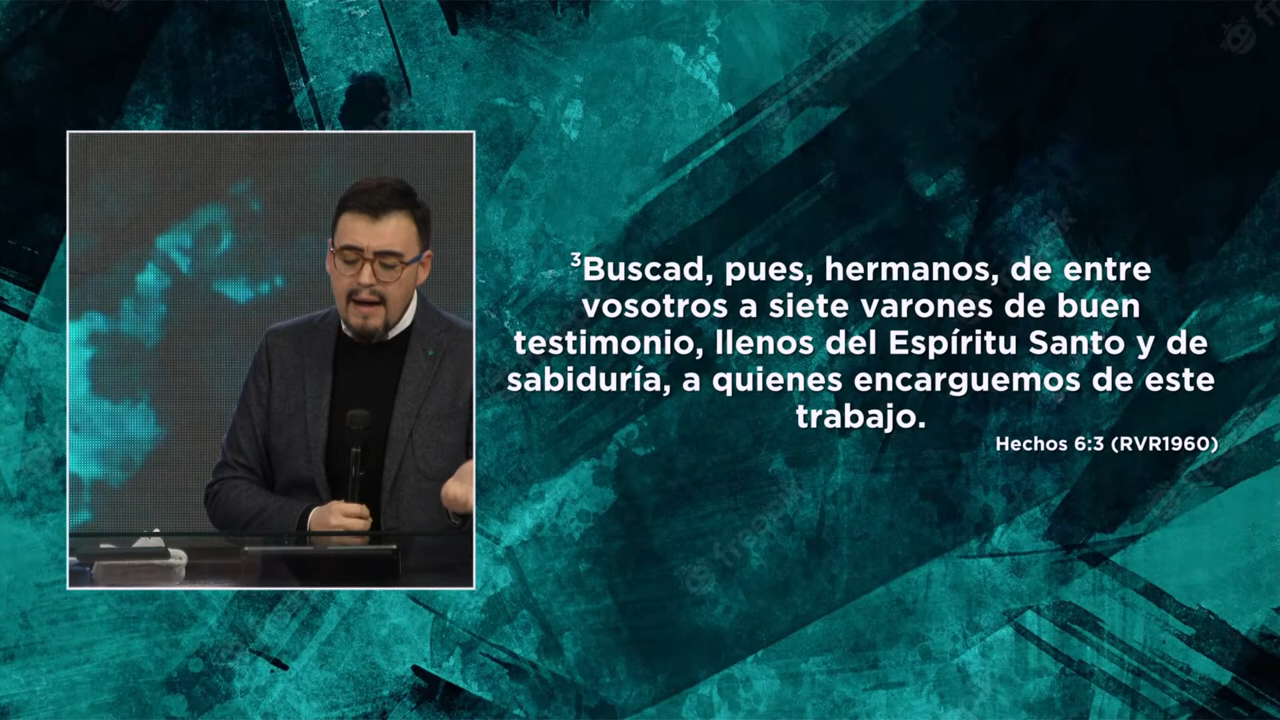 ³Buscad, pues, hermanos, de entre
vosotros a siete varones de buen
testimonio, llenos del Espíritu Santo y de
sabiduría, a quienes encarguemos de este
trabajo.
Hechos 6:3 (RVR1960)